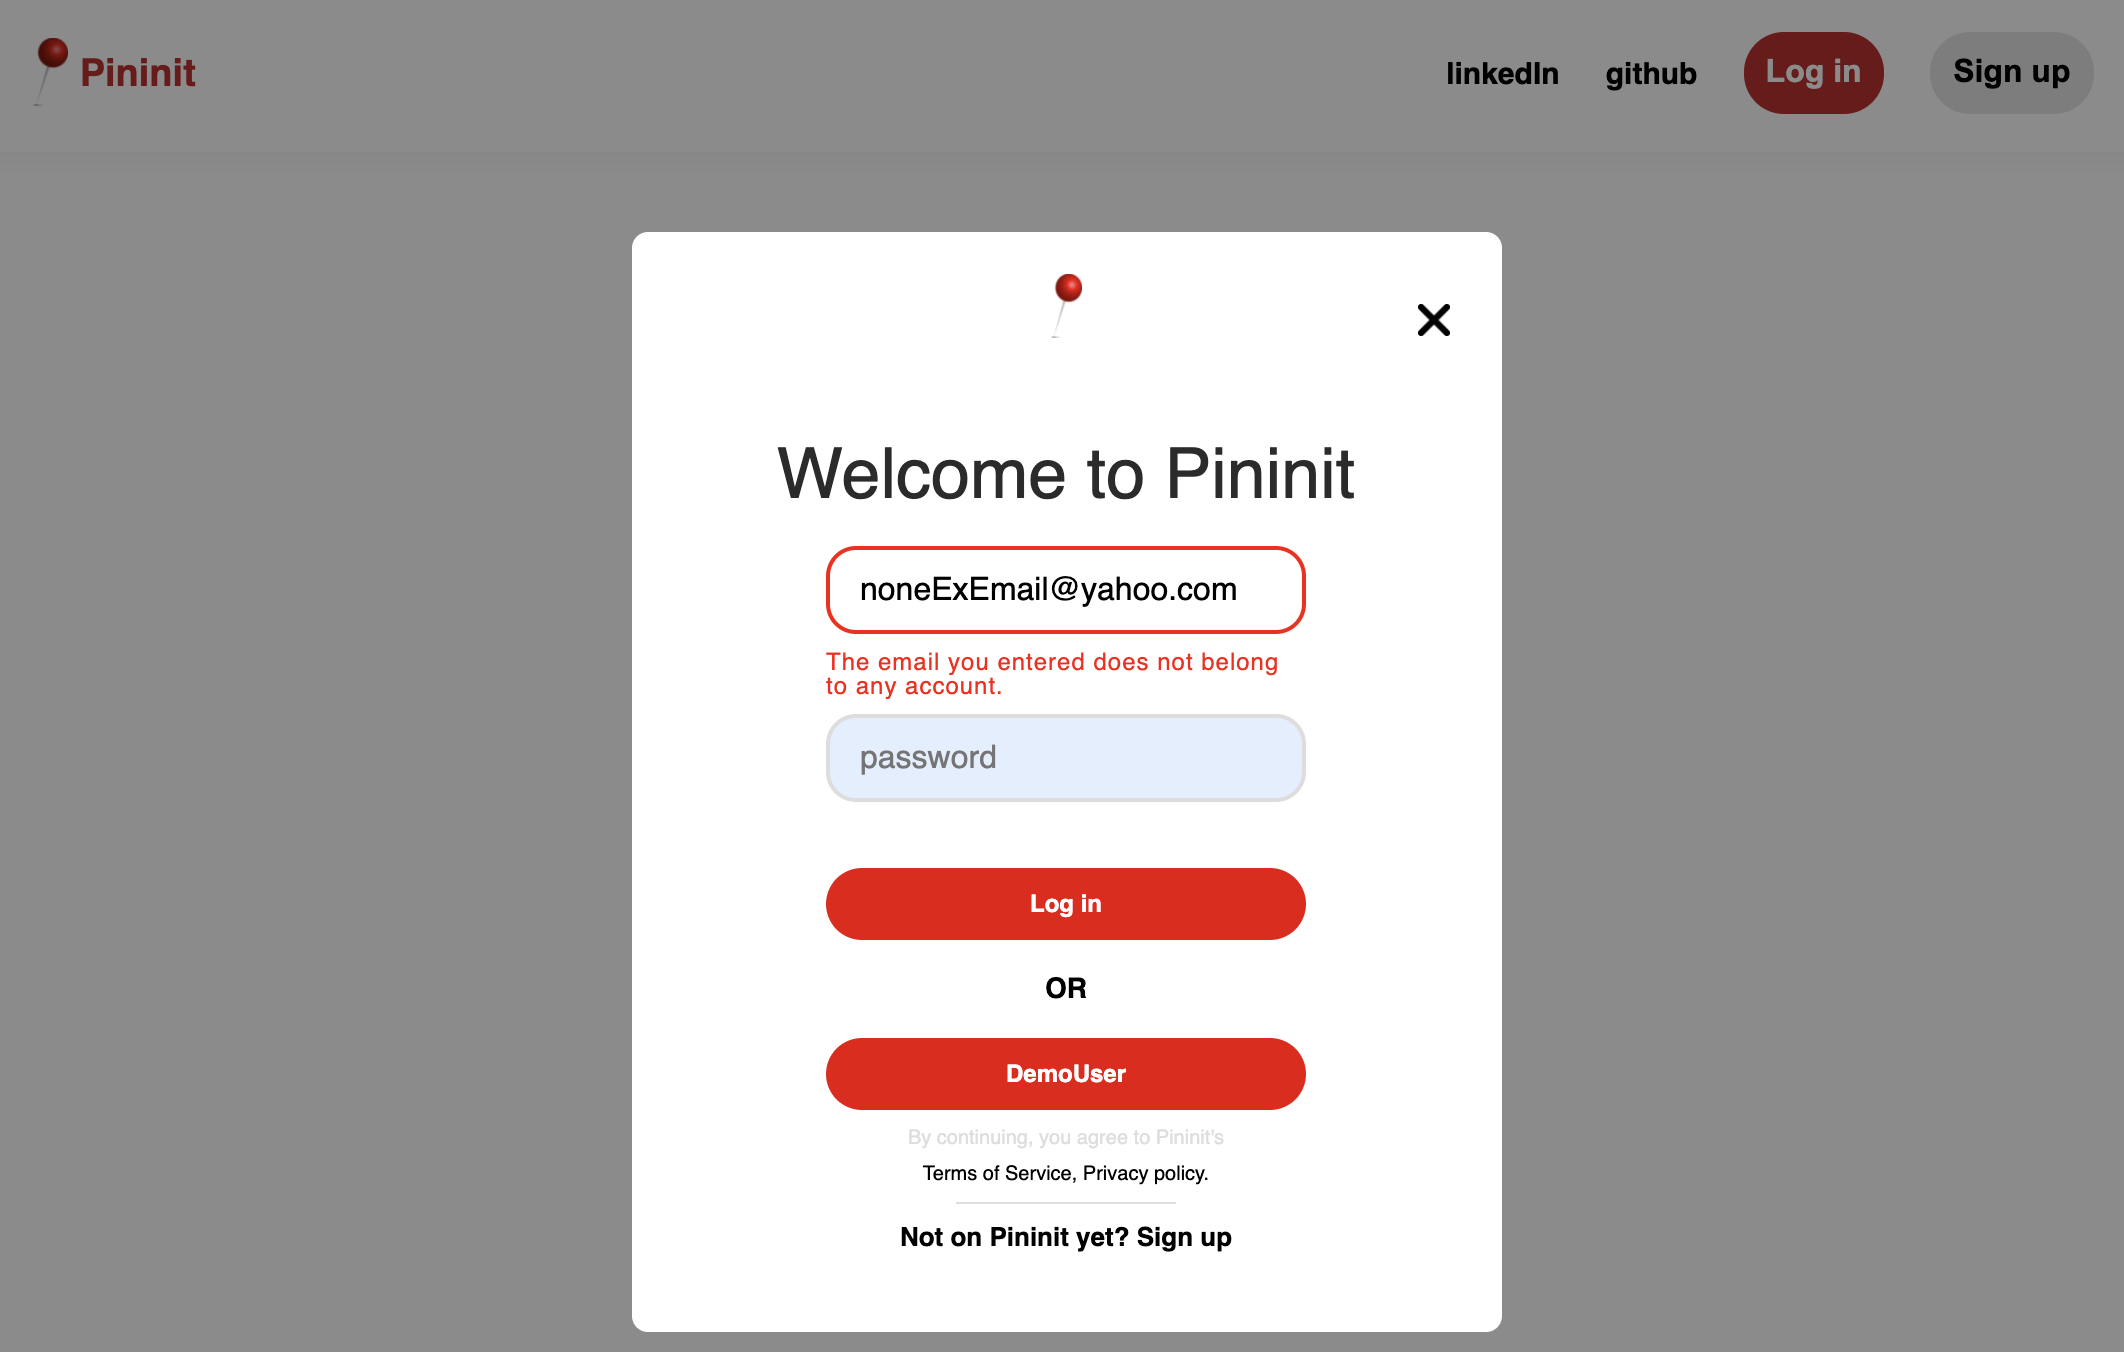 Pininit
linkedIn github Log in Sign up
Welcome to Pininit
noneExEmail@yahoo.com
The email you entered does not belong
to any account.
password
Log in
OR
DemoUser
By continuing, you agree to Pininit's
Terms of Service, Privacy policy.
Not on Pininit yet? Sign up